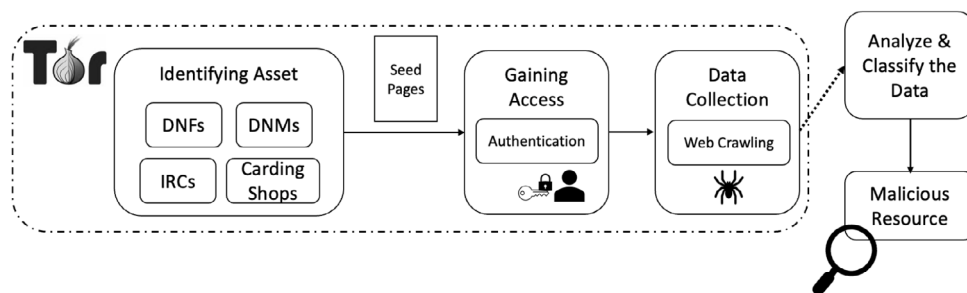 Tor
Identifying Asset
DNFs
DNMs
IRCs
Carding
Shops
Seed
Pages
Gaining
Access
Authentication
Data
Collection
Web Crawling
Analyze &
Classify the
Data
Malicious
Resource